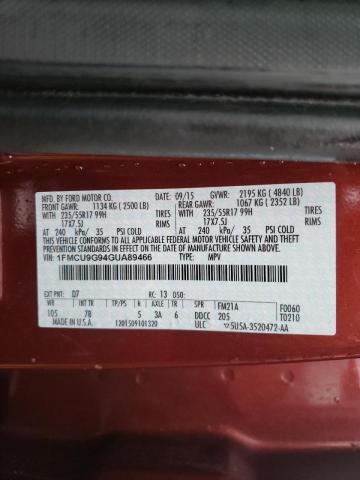 MFD. BY FORD MOTOR CO. 09/15 GVWR: 2195 KG ( 4840 LB)
FRONT GAWR: 1134 KG ( 2500 LB) REAR GAWR: 1067 KG ( 2352 LB)
WITH 235/55R17 99H TIRES WITH 235/55R17 99H TIRES
17X7.5J RIMS 17X7.5J RIMS
AT 240 kPa/ 35 PSI COLD AT 240 kPa/ 35 PSI COLD
THIS VEHICLE CONFORMS TO ALL APPLICABLE FEDERAL MOTOR VEHICLE SAFETY AND THEFT PREVENTION STANDARDS IN EFFECT ON THE DATE OF MANUFACTURE SHOWN ABOVE.
VIN: 1FMCU9G94GUA89466 TYPE: MPV
EXT PNT: D7 RC: 13 DSO: F0060
WB INT TR TP/PS R AXLE TR SPR FM21A T0210
105 7B 5 3A 6 DDCC 205
MADE IN U.S.A. 1201509101320 ULC 5U5A-3520472-AA